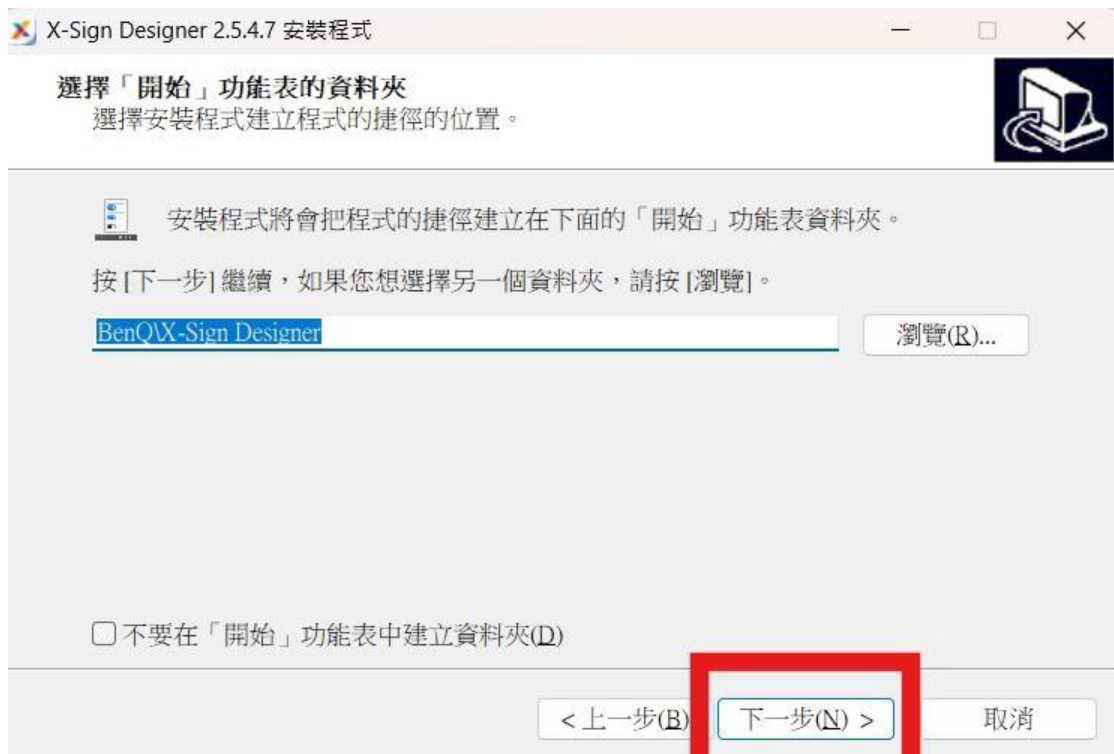 X-Sign Designer 2.5.4.7 安裝程式
選擇「開始」功能表的資料夾
選擇安裝程式建立程式的捷徑的位置。
安裝程式將會把程式的捷徑建立在下面的「開始」功能表資料夾。
按 [下一步] 繼續，如果您想選擇另一個資料夾，請按 [瀏覽]。
BenQ\X-Sign Designer
瀏覽(R)...
不要在「開始」功能表中建立資料夾(D)
< 上一步(B)
下一步(N) >
取消